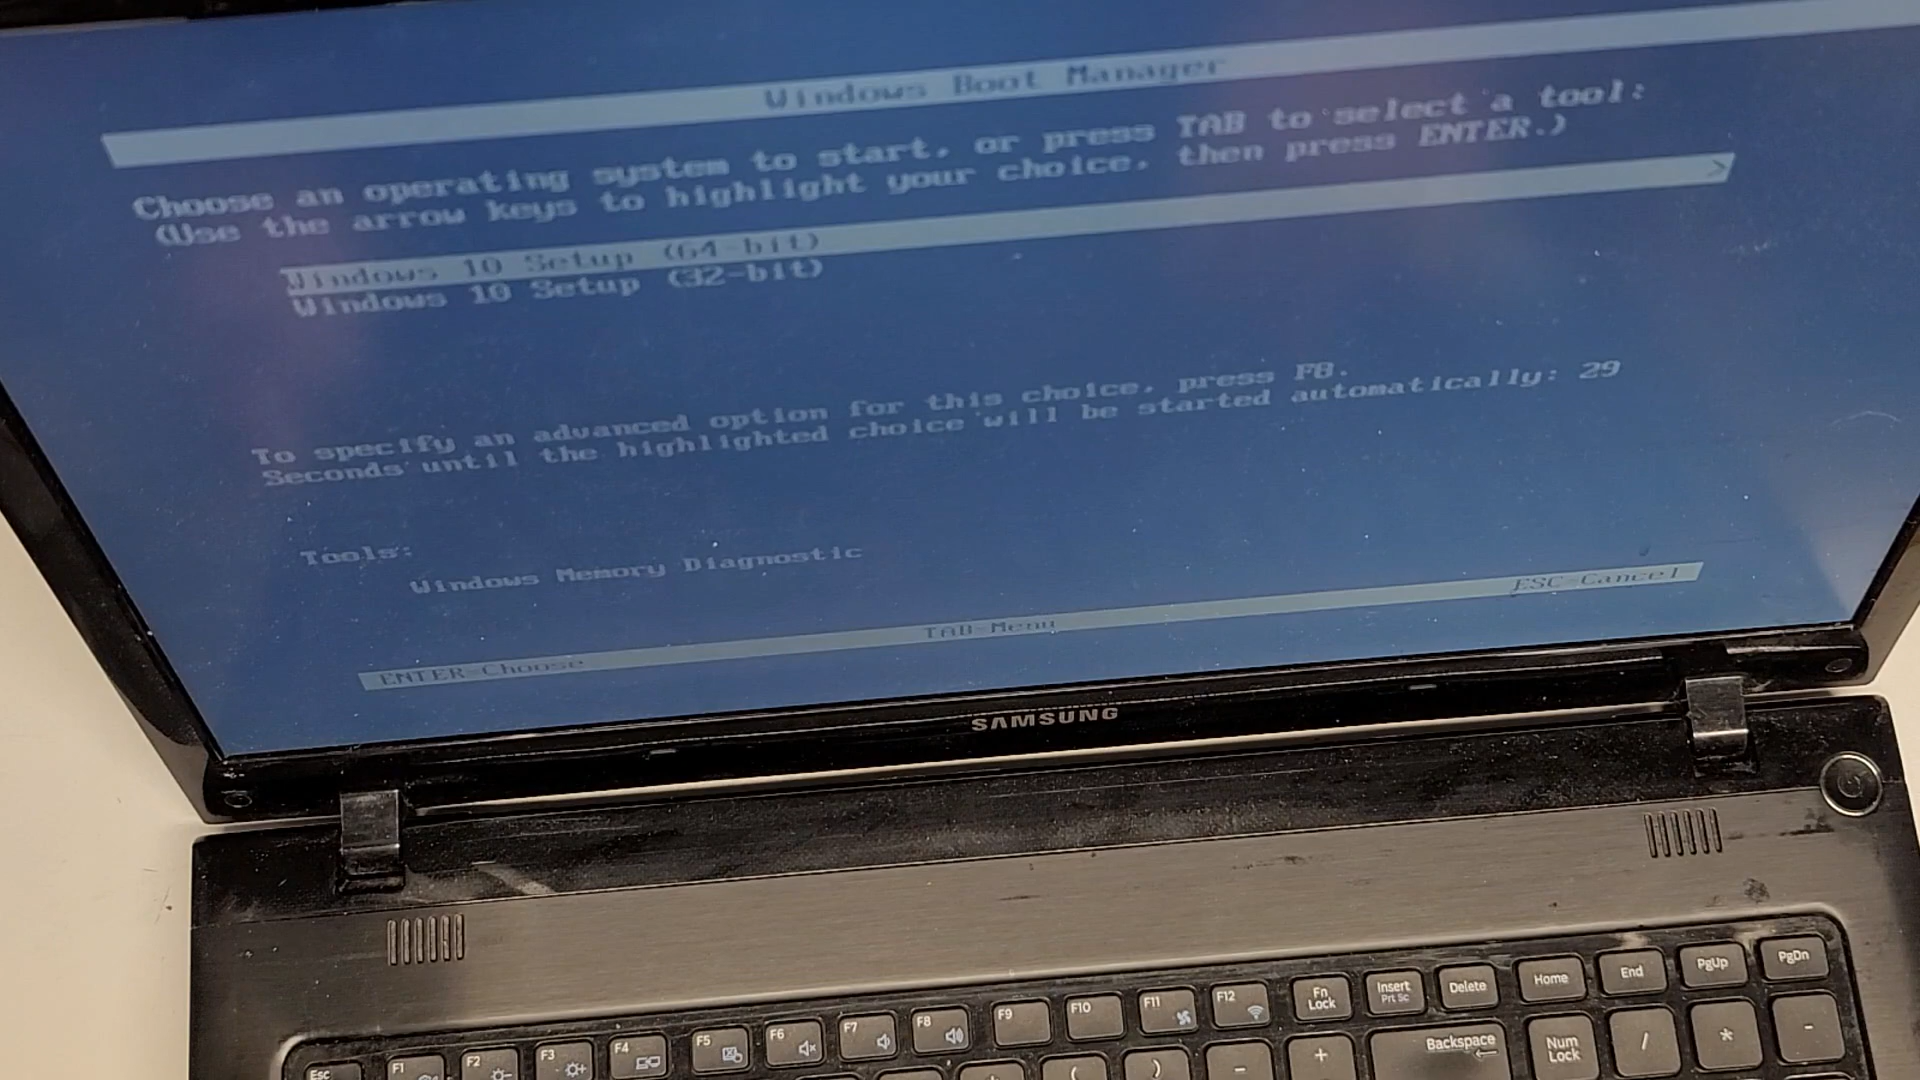 Windows Boot Manager
Choose an operating system to start, or press TAB to select a tool:
(Use the arrow keys to highlight your choice, then press ENTER.)
Windows 10 Setup (64-bit) >
Windows 10 Setup (32-bit)
To specify an advanced option for this choice, press F8.
Seconds until the highlighted choice will be started automatically: 29
Tools:
Windows Memory Diagnostic
ENTER=Choose TAB=Menu ESC=Cancel
SAMSUNG
Esc F1 F2 F3 F4 F5 F6 F7 F8 F9 F10 F11 F12 Fn Lock Insert Prt Sc Delete Home End PgUp PgDn
( ) - + Backspace Num Lock / * -